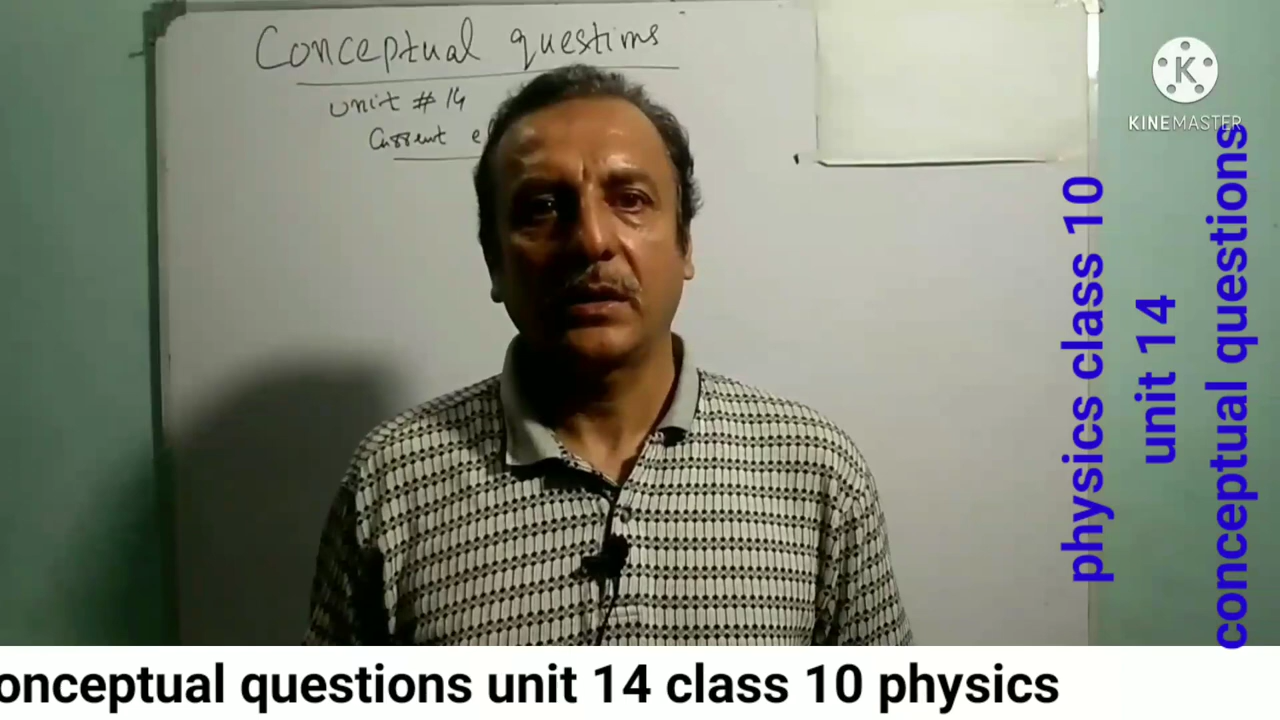 Conceptual questions
unit # 14
Current
KINEMASTER
physics class 10
unit 14
conceptual questions
onceptual questions unit 14 class 10 physics